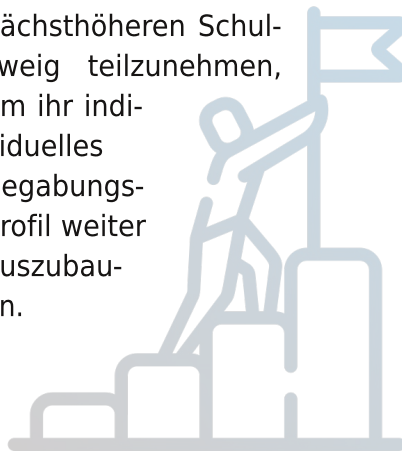 ächsthöheren Schul-
weig teilzunehmen,
m ihr indi-
iduelles
egabungs-
rofil weiter
uszubau-
n.